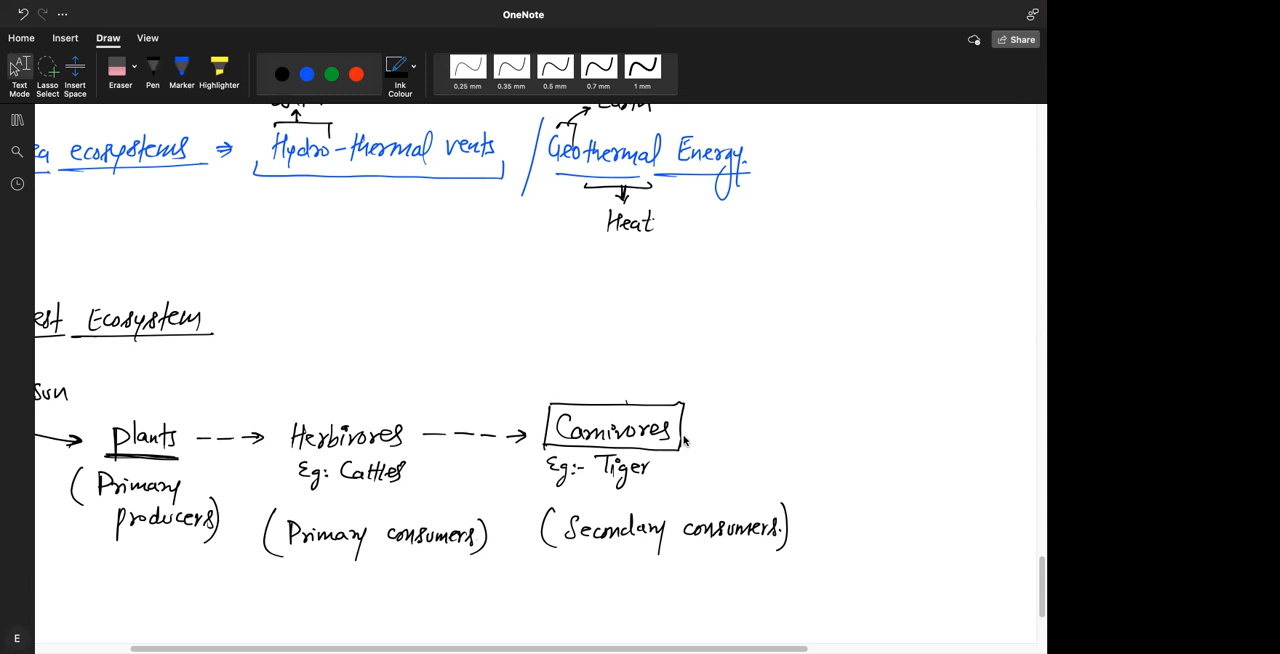 OneNote
Home Insert Draw View
Share
Text Mode
Lasso Select
Insert Space
Eraser
Pen
Marker
Highlighter
Ink Colour
0.25 mm
0.35 mm
0.5 mm
0.7 mm
1 mm
ecosystems ⇒ Hydro-thermal vents / Geothermal Energy.
Heat
est Ecosystem
sun
plants ---> Herbivores ----> Carnivores
Eg: Cattles
Eg:- Tiger
(Primary producers)
(Primary consumers)
(Secondary consumers.)
E